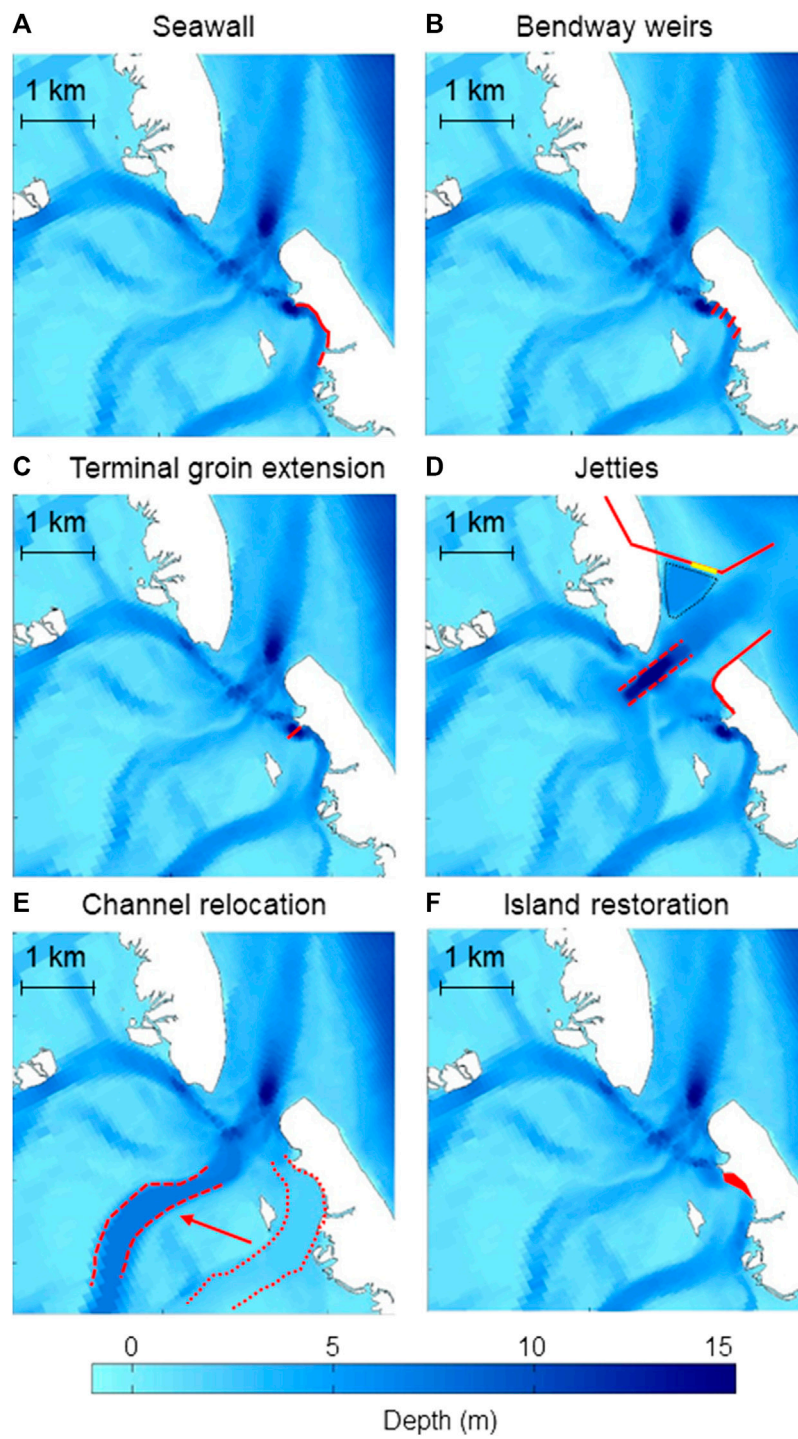 A Seawall
B Bendway weirs
1 km
1 km
C Terminal groin extension
D Jetties
1 km
1 km
E Channel relocation
F Island restoration
1 km
1 km
0 5 10 15
Depth (m)